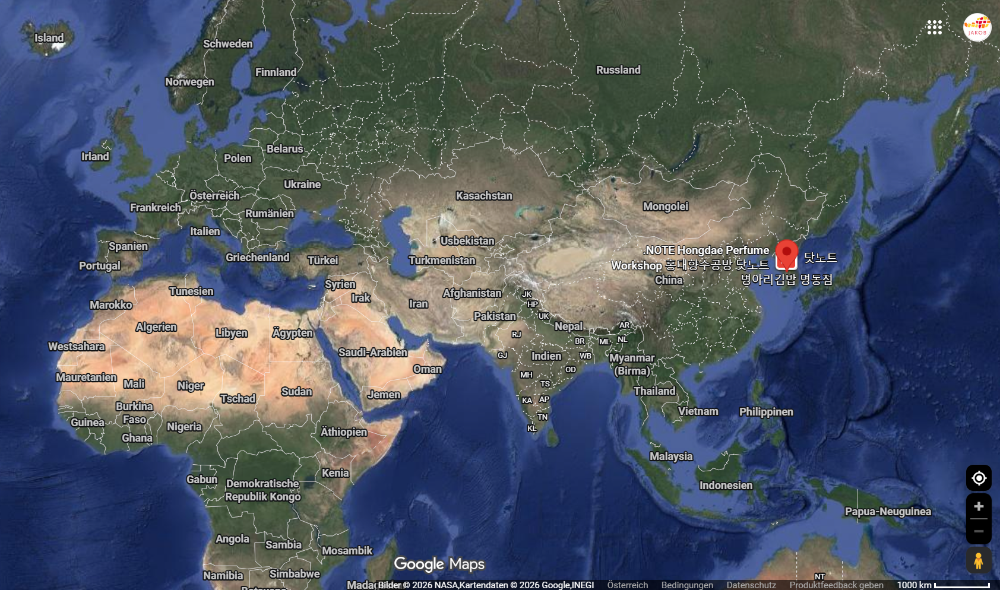 Island
Schweden
Finnland
Norwegen
Russland
JAKOB
Irland
Belarus
Polen
Ukraine
Österreich
Frankreich
Rumänien
Kasachstan
Mongolei
Italien
Spanien
Usbekistan
Portugal
Griechenland
Türkei
Turkmenistan
.NOTE Hongdae Perfume
Workshop 홍대향수공방 닷노트
닷노트
병아리김밥 명동점
China
Tunesien
Syrien
Irak
Iran
Afghanistan
JK
HP
Marokko
Pakistan
UK
Algerien
Libyen
Ägypten
Nepal
AR
RJ
BR
ML
NL
Westsahara
Saudi-Arabien
GJ
Indien
WB
Myanmar
(Birma)
Oman
OD
Mauretanien
Mali
Niger
Tschad
Sudan
Jemen
MH
TS
Thailand
KA
AP
Burkina
Faso
Vietnam
Philippinen
TN
Guinea
Nigeria
Äthiopien
KL
Ghana
Malaysia
Kenia
Gabun
Demokratische
Republik Kongo
Indonesien
Papua-Neuguinea
Angola
Sambia
Mosambik
Namibia
Simbabwe
Google Maps
NT
Bilder © 2026 NASA,Kartendaten © 2026 Google,INEGI Österreich Bedingungen Datenschutz Produktfeedback geben 1000 km